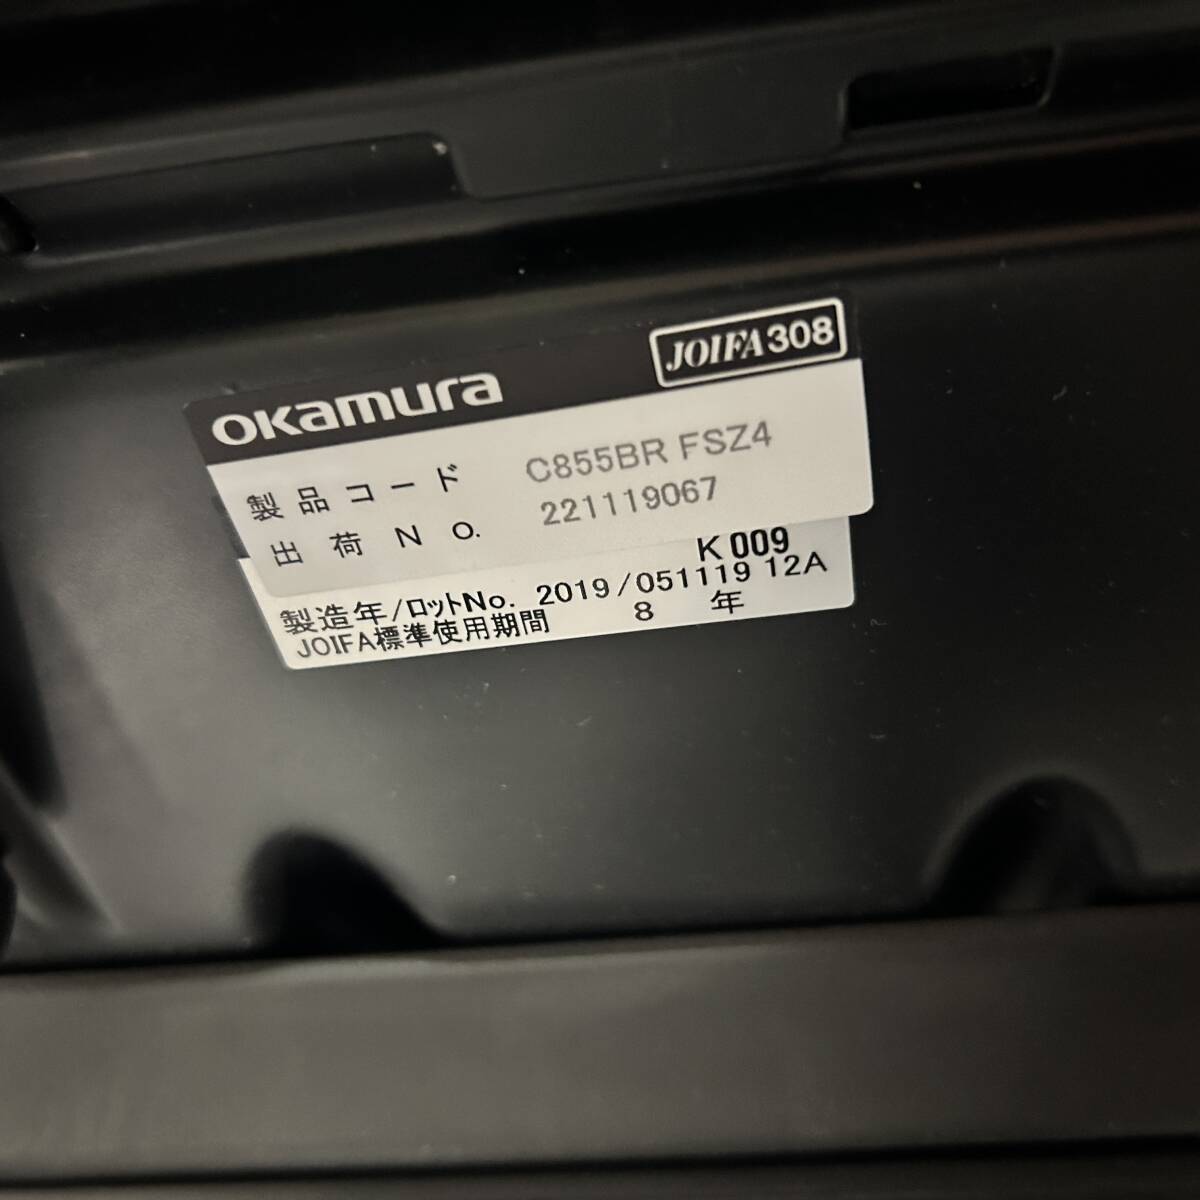 okamura JOIFA308
製品コード C855BR FSZ4
出荷No. 221119067
K009
製造年/ロットNo. 2019/051119 12A
JOIFA標準使用期間 8年